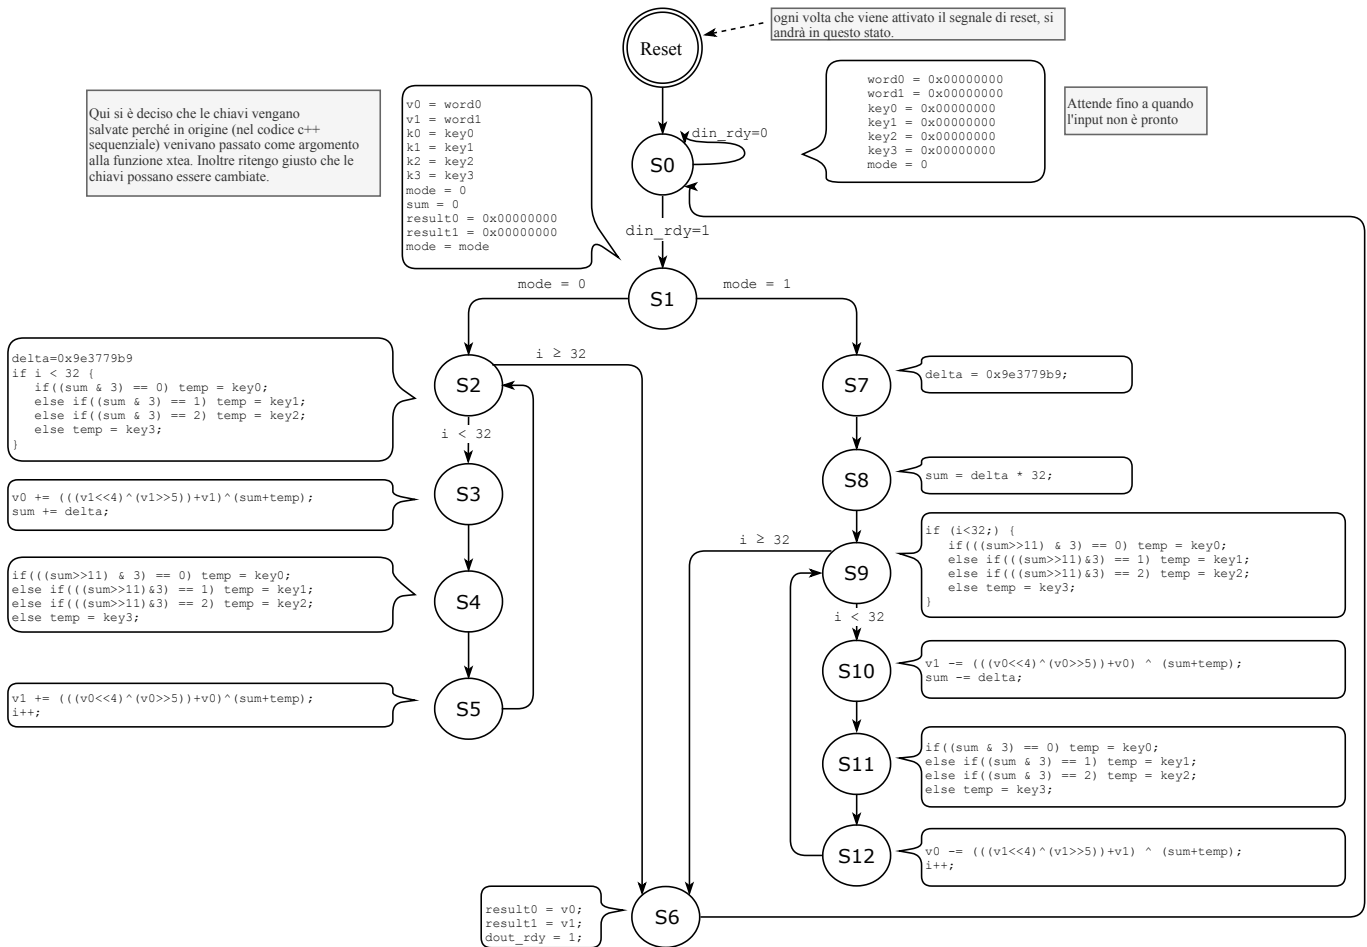 Reset
ogni volta che viene attivato il segnale di reset, si
andrà in questo stato.
Qui si è deciso che le chiavi vengano
salvate perché in origine (nel codice c++
sequenziale) venivano passato come argomento
alla funzione xtea. Inoltre ritengo giusto che le
chiavi possano essere cambiate.
v0 = word0
v1 = word1
k0 = key0
k1 = key1
k2 = key2
k3 = key3
mode = 0
sum = 0
result0 = 0x00000000
result1 = 0x00000000
mode = mode
din_rdy=0
S0
word0 = 0x00000000
word1 = 0x00000000
key0 = 0x00000000
key1 = 0x00000000
key2 = 0x00000000
key3 = 0x00000000
mode = 0
Attende fino a quando
l'input non è pronto
din_rdy=1
mode = 0
S1
mode = 1
delta=0x9e3779b9
if i < 32 {
if((sum & 3) == 0) temp = key0;
else if((sum & 3) == 1) temp = key1;
else if((sum & 3) == 2) temp = key2;
else temp = key3;
}
S2
i ≥ 32
i < 32
v0 += (((v1<<4)^(v1>>5))+v1)^(sum+temp);
sum += delta;
S3
if(((sum>>11) & 3) == 0) temp = key0;
else if(((sum>>11)&3) == 1) temp = key1;
else if(((sum>>11)&3) == 2) temp = key2;
else temp = key3;
S4
v1 += (((v0<<4)^(v0>>5))+v0)^(sum+temp);
i++;
S5
S7
delta = 0x9e3779b9;
S8
sum = delta * 32;
i ≥ 32
S9
if (i<32;) {
if(((sum>>11) & 3) == 0) temp = key0;
else if(((sum>>11)&3) == 1) temp = key1;
else if(((sum>>11)&3) == 2) temp = key2;
else temp = key3;
}
i < 32
S10
v1 -= (((v0<<4)^(v0>>5))+v0) ^ (sum+temp);
sum -= delta;
S11
if((sum & 3) == 0) temp = key0;
else if((sum & 3) == 1) temp = key1;
else if((sum & 3) == 2) temp = key2;
else temp = key3;
S12
v0 -= (((v1<<4)^(v1>>5))+v1) ^ (sum+temp);
i++;
result0 = v0;
result1 = v1;
dout_rdy = 1;
S6